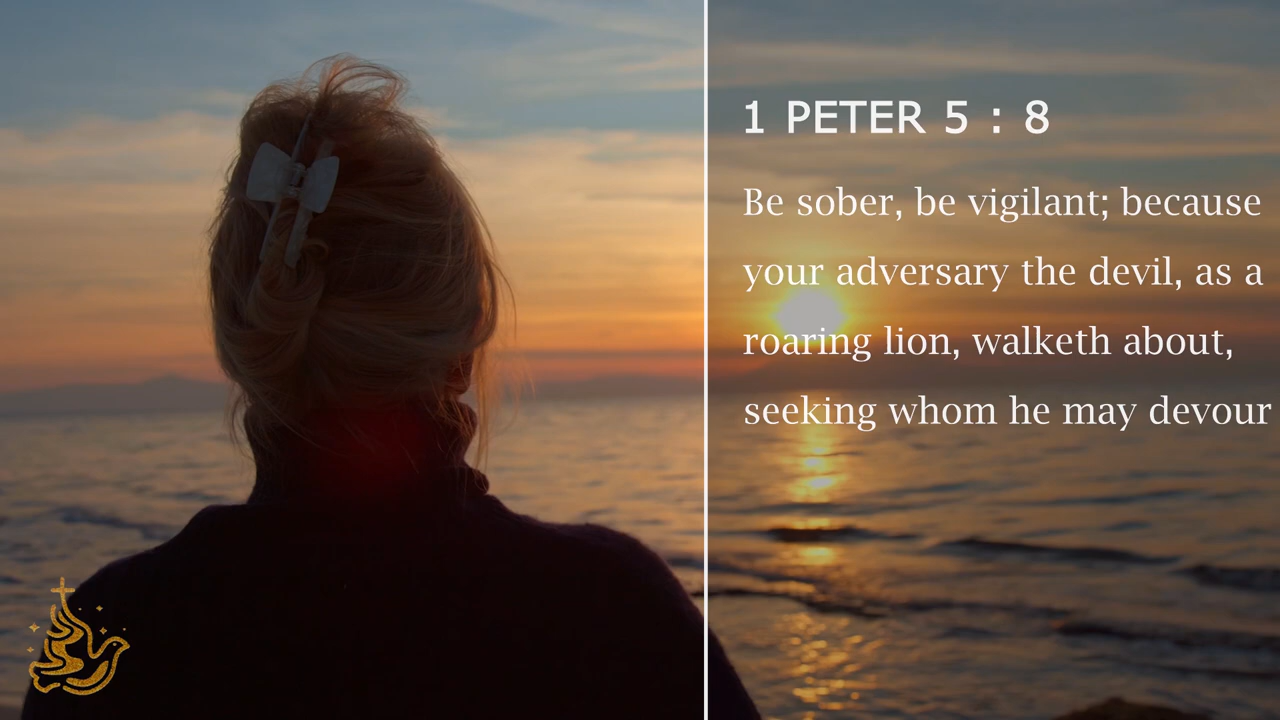 1 PETER 5 : 8
Be sober, be vigilant; because
your adversary the devil, as a
roaring lion, walketh about,
seeking whom he may devour